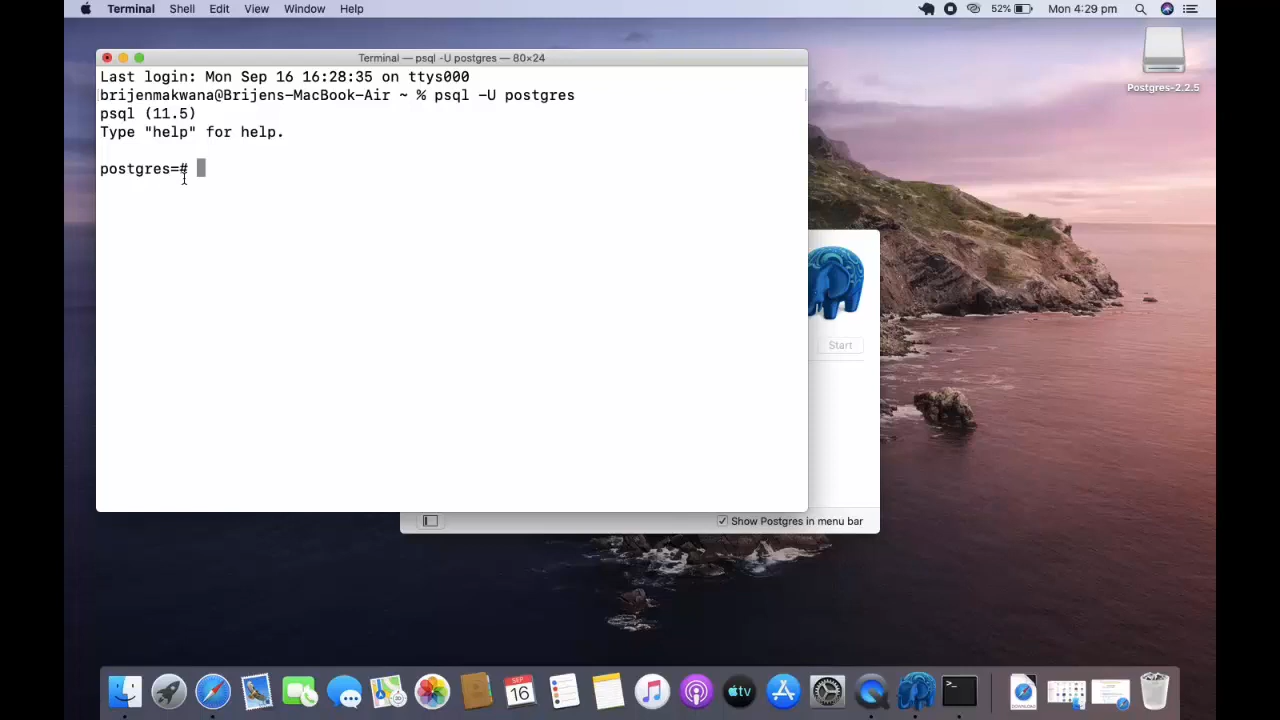 Terminal Shell Edit View Window Help 52% Mon 4:29 pm
Terminal — psql -U postgres — 80×24
Last login: Mon Sep 16 16:28:35 on ttys000
brijenmakwana@Brijens-MacBook-Air ~ % psql -U postgres
psql (11.5)
Type "help" for help.
postgres=#
Postgres-2.2.5
Start
Show Postgres in menu bar
SEP
16
tv
>_